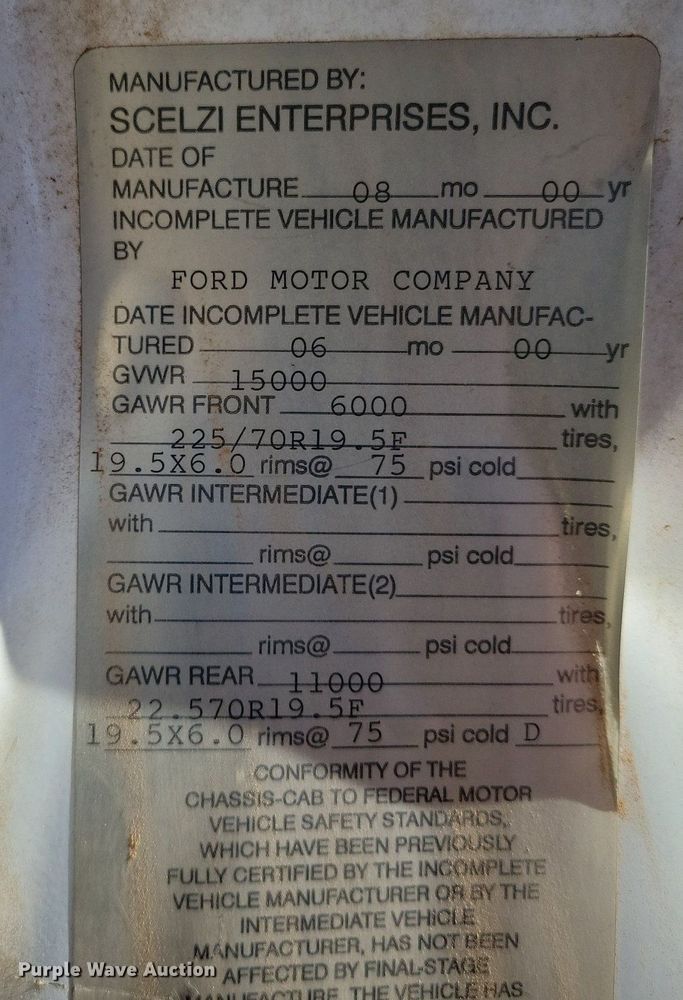 MANUFACTURED BY:
SCELZI ENTERPRISES, INC.
DATE OF
MANUFACTURE 08 mo 00 yr
INCOMPLETE VEHICLE MANUFACTURED
BY
FORD MOTOR COMPANY
DATE INCOMPLETE VEHICLE MANUFAC-
TURED 06 mo 00 yr
GVWR 15000
GAWR FRONT 6000 with
225/70R19.5F tires,
19.5X6.0 rims@ 75 psi cold
GAWR INTERMEDIATE(1)
with tires,
rims@ psi cold
GAWR INTERMEDIATE(2)
with tires,
rims@ psi cold
GAWR REAR 11000 with
22.570R19.5F tires,
19.5X6.0 rims@ 75 psi cold D
CONFORMITY OF THE
CHASSIS-CAB TO FEDERAL MOTOR
VEHICLE SAFETY STANDARDS,
WHICH HAVE BEEN PREVIOUSLY
FULLY CERTIFIED BY THE INCOMPLETE
VEHICLE MANUFACTURER OR BY THE
INTERMEDIATE VEHICLE
MANUFACTURER, HAS NOT BEEN
AFFECTED BY FINAL-STAGE
MANUFACTURE. THE VEHICLE HAS
Purple Wave Auction